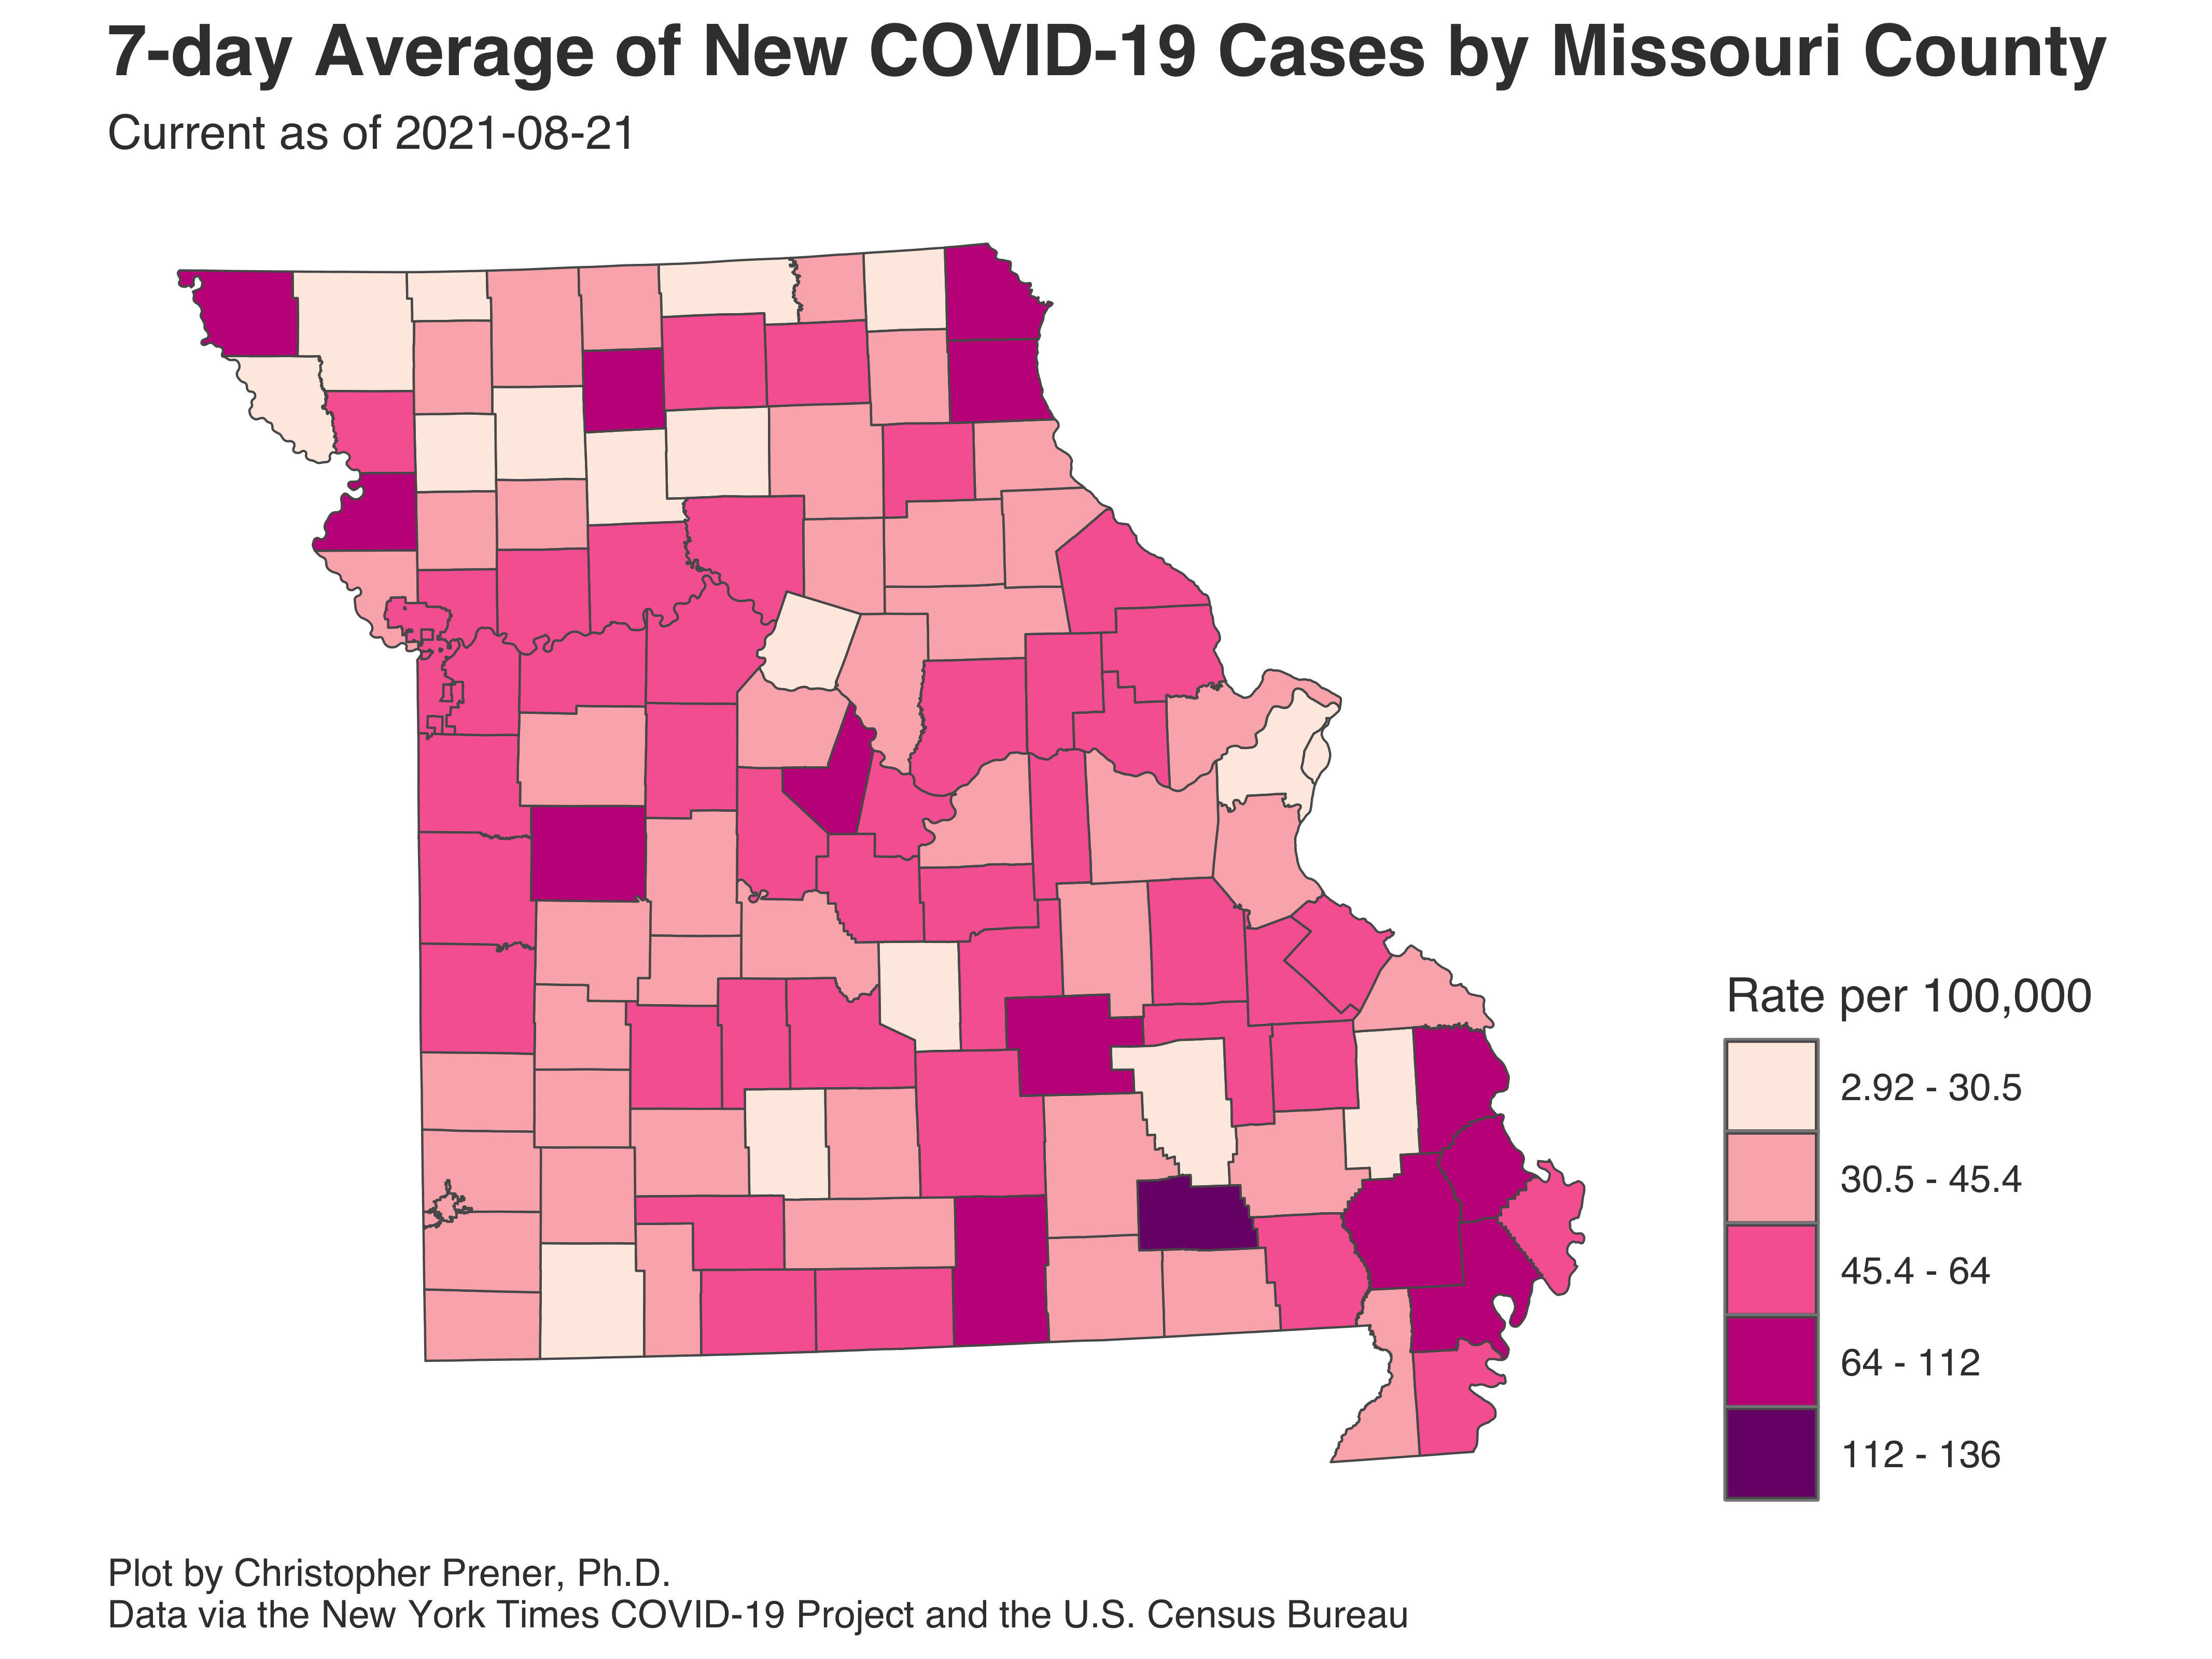 7-day Average of New COVID-19 Cases by Missouri County
Current as of 2021-08-21
Rate per 100,000
2.92 - 30.5
30.5 - 45.4
45.4 - 64
64 - 112
112 - 136
Plot by Christopher Prener, Ph.D.
Data via the New York Times COVID-19 Project and the U.S. Census Bureau